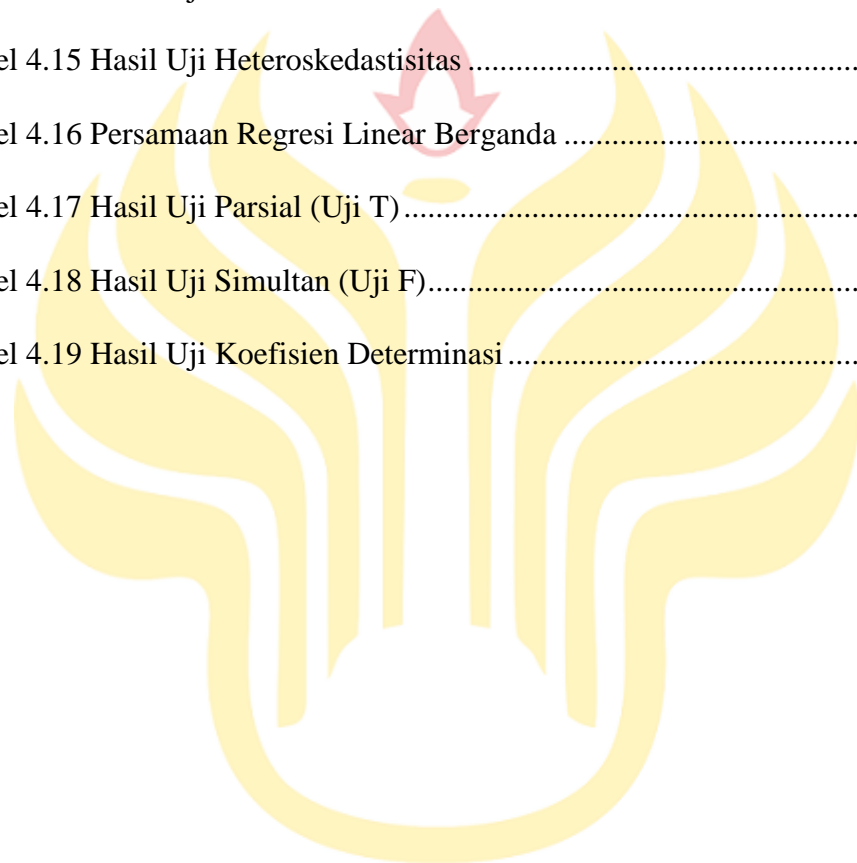 el 4.15 Hasil Uji Heteroskedastisitas ................................................
el 4.16 Persamaan Regresi Linear Berganda ....................................
el 4.17 Hasil Uji Parsial (Uji T) .........................................................
el 4.18 Hasil Uji Simultan (Uji F)......................................................
el 4.19 Hasil Uji Koefisien Determinasi ............................................